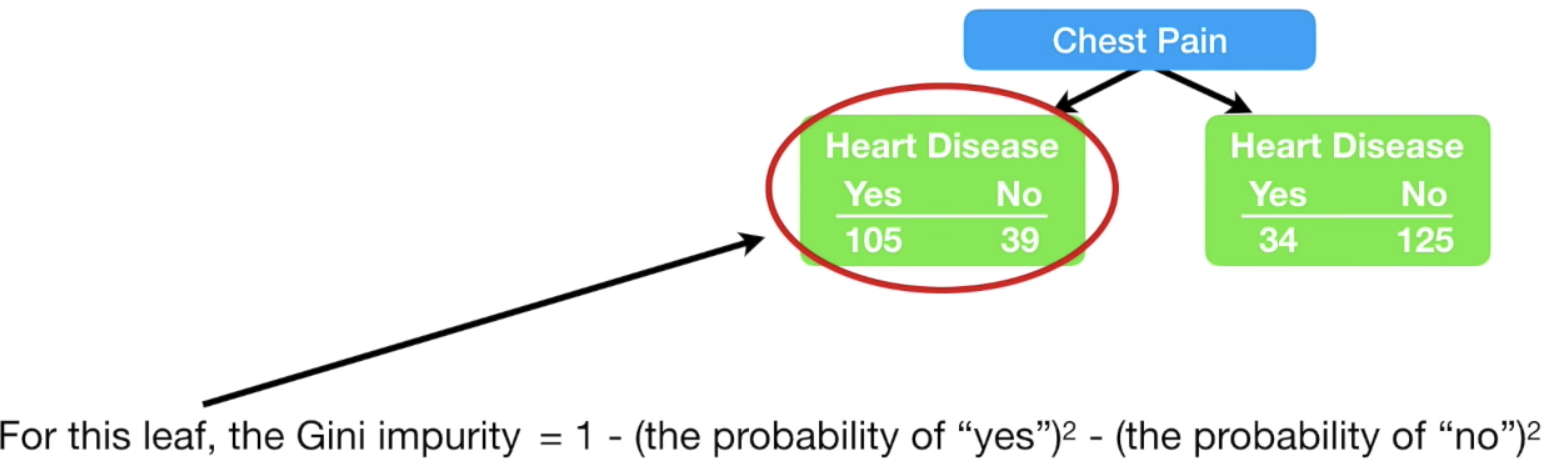 Chest Pain
Heart Disease
Yes No
105 39
Heart Disease
Yes No
34 125
For this leaf, the Gini impurity = 1 - (the probability of “yes”)² - (the probability of “no”)²